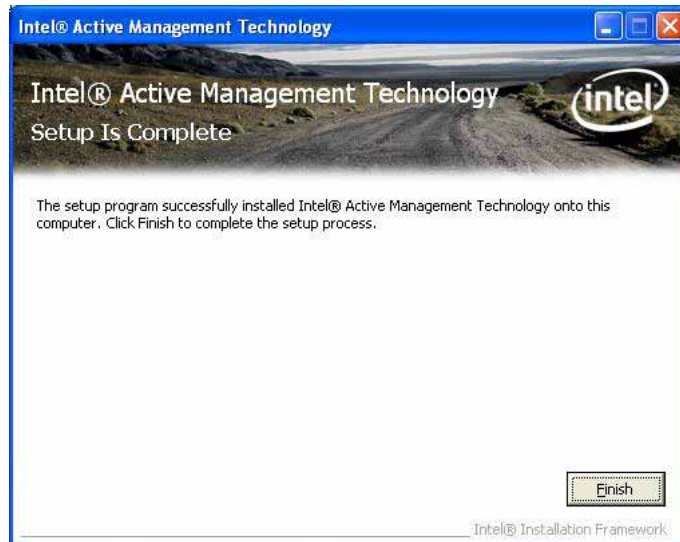 Intel® Active Management Technology
Intel® Active Management Technology
Setup Is Complete
intel
The setup program successfully installed Intel® Active Management Technology onto this
computer. Click Finish to complete the setup process.
Finish
Intel® Installation Framework